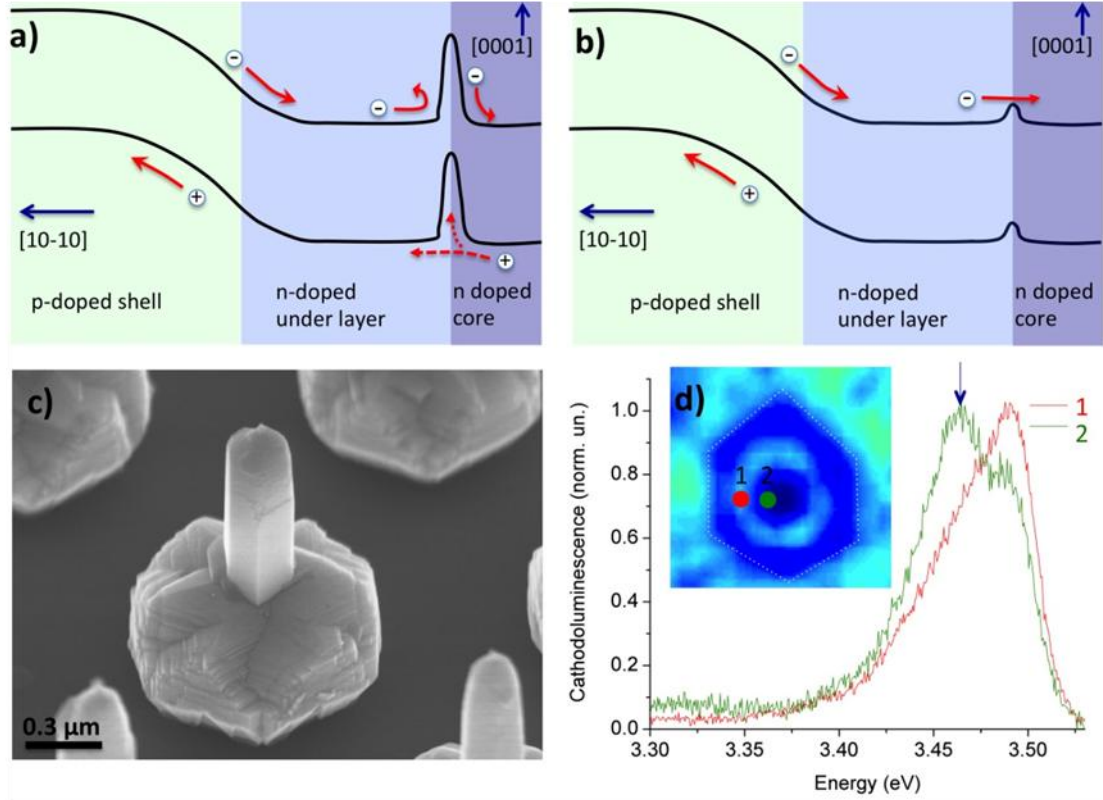 a)
[0001]
−
−
−
+
+
[10-10]
p-doped shell
n-doped
under layer
n doped
core
b)
[0001]
−
−
+
[10-10]
p-doped shell
n-doped
under layer
n doped
core
c)
0.3 µm
d)
1
2
1
2
Cathodoluminescence (norm. un.)
1.0
0.8
0.6
0.4
0.2
0.0
3.30
3.35
3.40
3.45
3.50
Energy (eV)